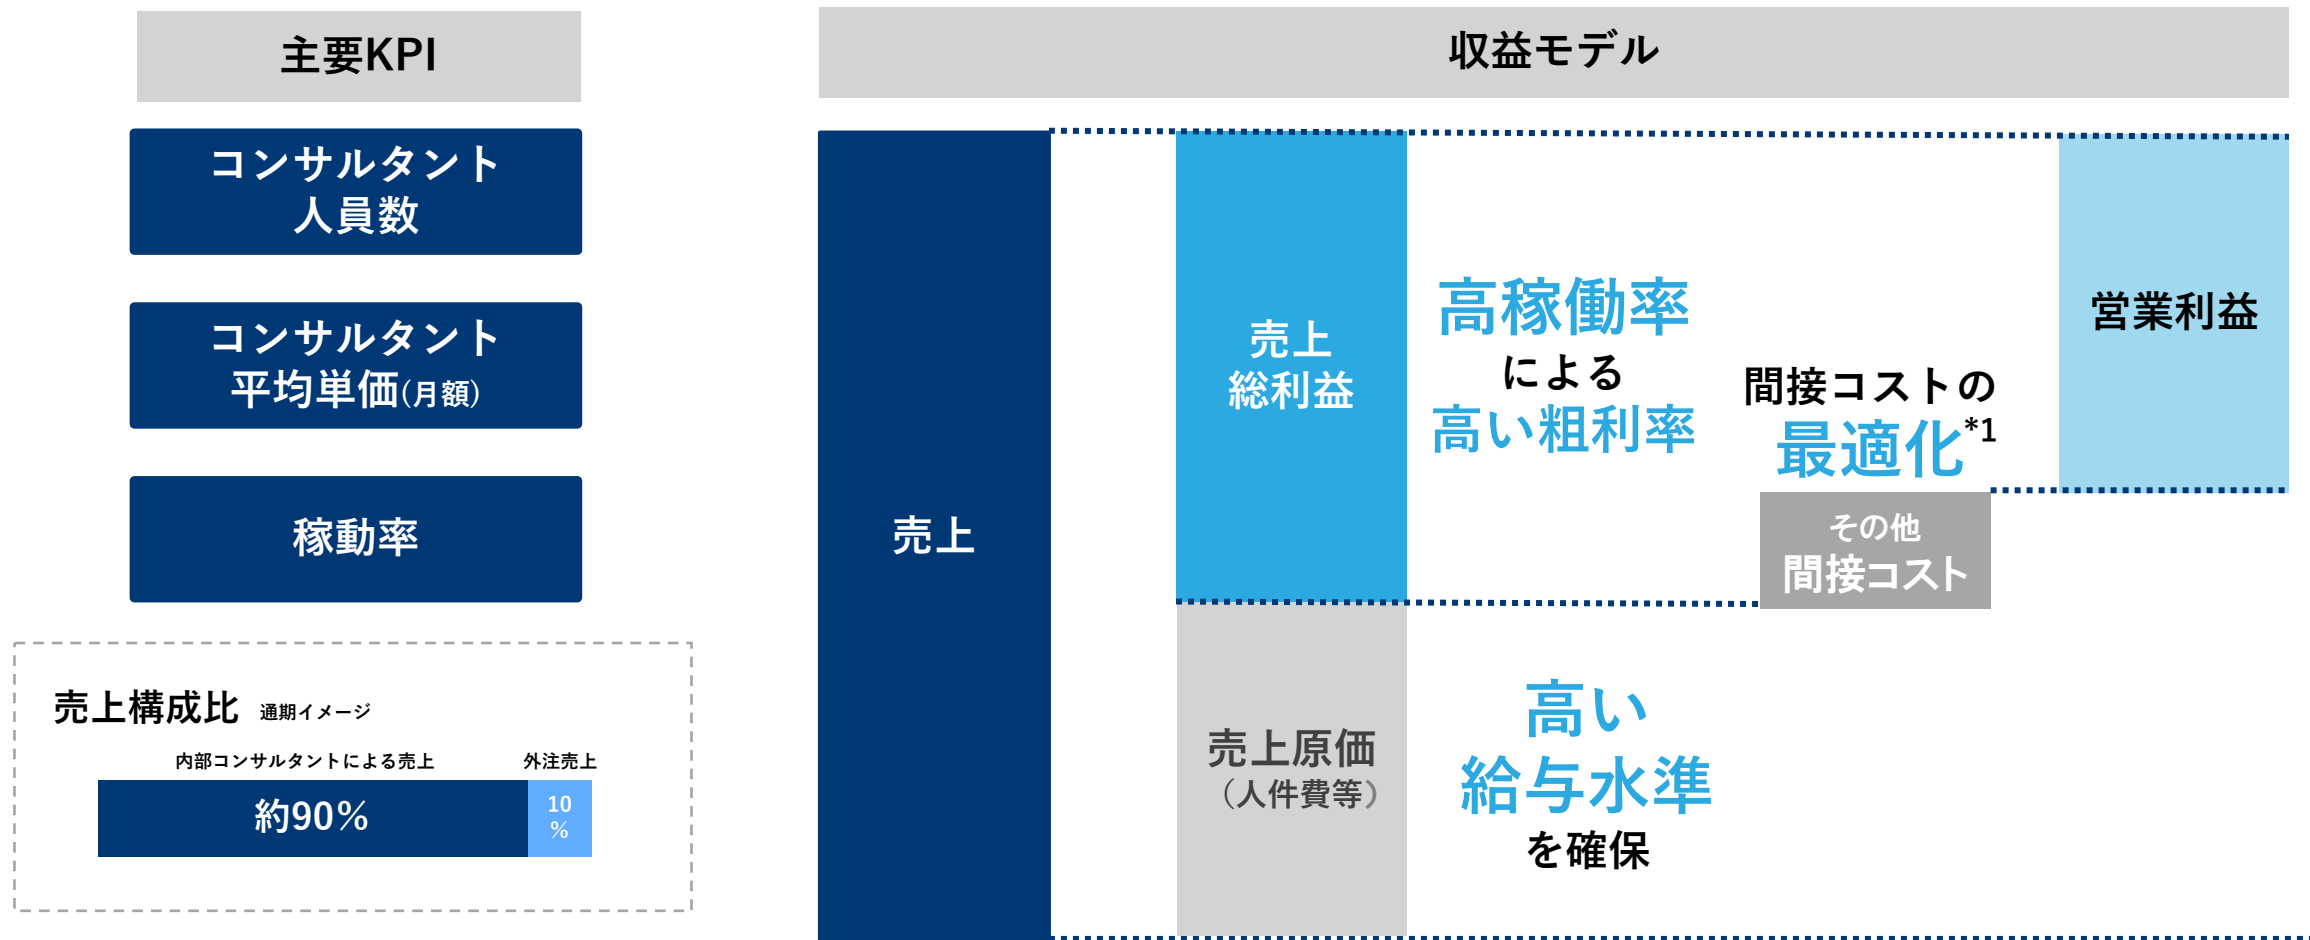 主要KPI
コンサルタント
人員数
コンサルタント
平均単価(月額)
稼動率
売上構成比 通期イメージ
内部コンサルタントによる売上 外注売上
約90%
10
%
収益モデル
売上
売上
総利益
高稼働率
による
高い粗利率
間接コストの
最適化*1
営業利益
その他
間接コスト
売上原価
（人件費等）
高い
給与水準
を確保